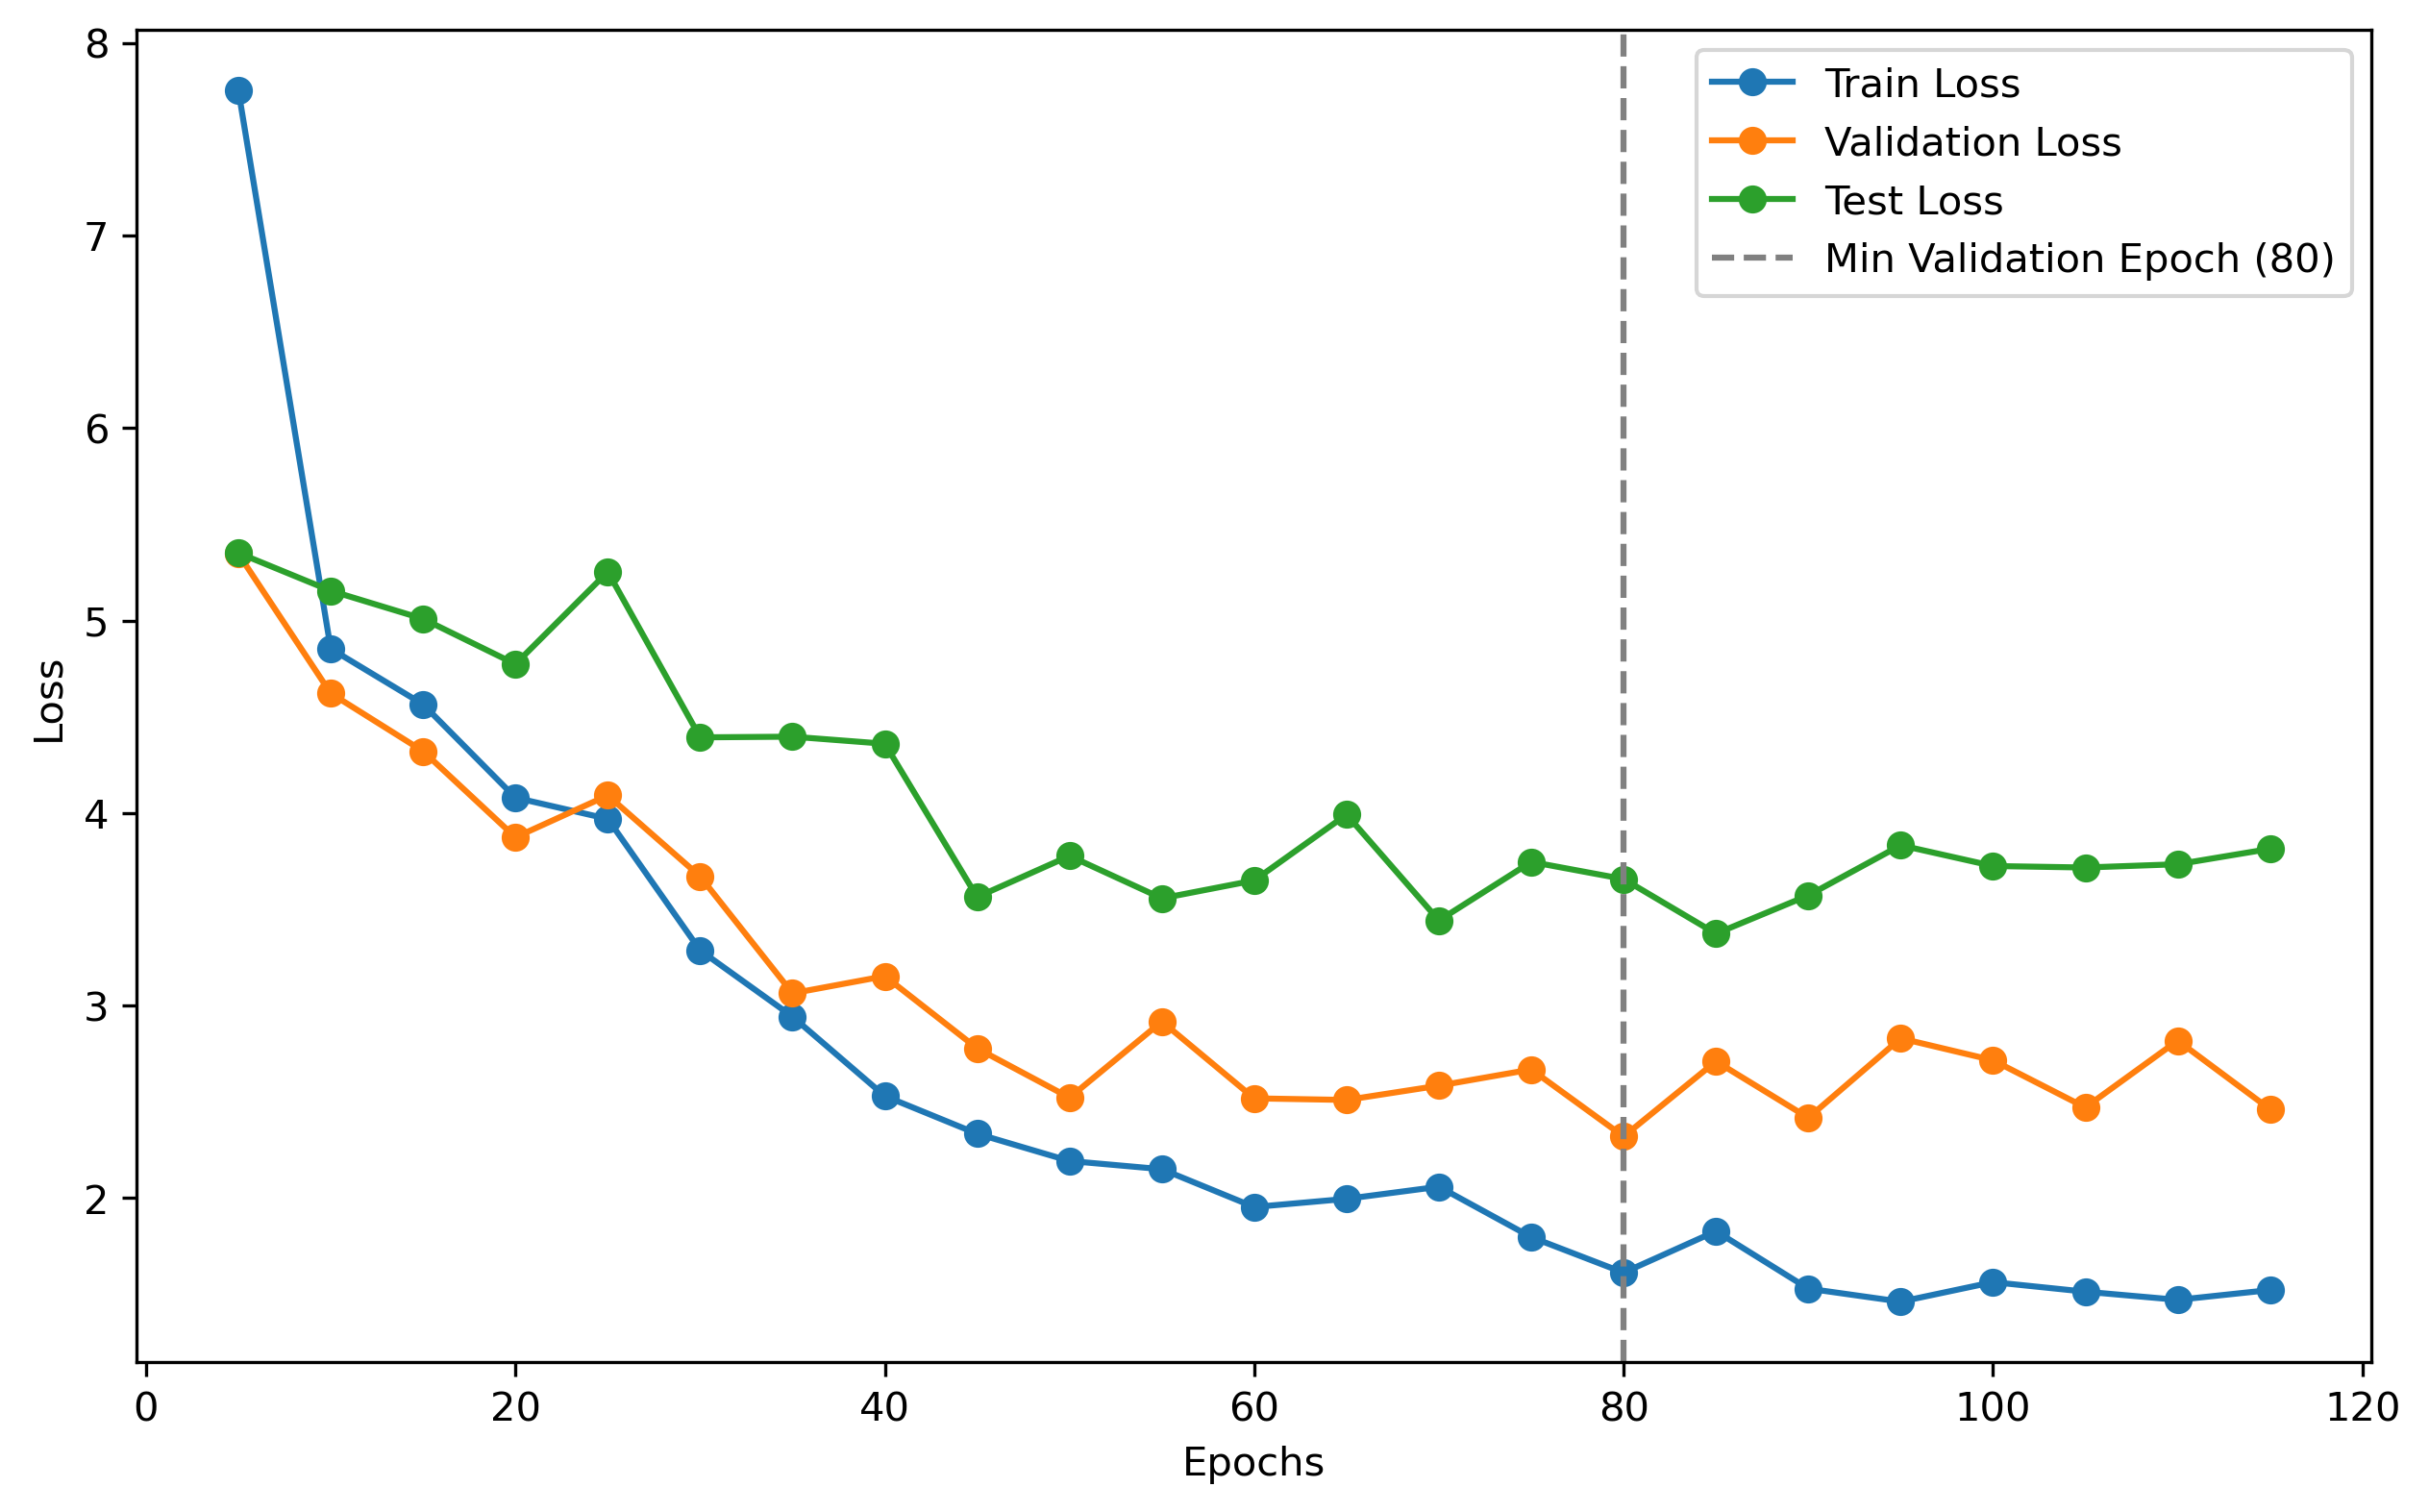 8
7
6
5
4
3
2
Loss
0 20 40 60 80 100 120
Epochs
Train Loss
Validation Loss
Test Loss
Min Validation Epoch (80)